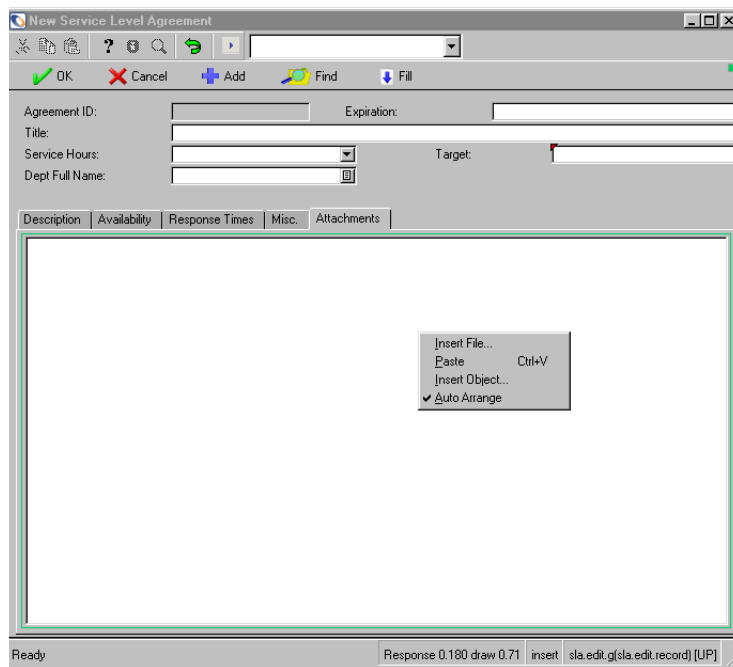 New Service Level Agreement
?
OK Cancel Add Find Fill
Agreement ID: Expiration:
Title:
Service Hours: Target:
Dept Full Name:
Description Availability Response Times Misc. Attachments
Insert File...
Paste Ctrl+V
Insert Object...
Auto Arrange
Ready Response 0.180 draw 0.71 insert sla.edit.g(sla.edit.record) [UP]